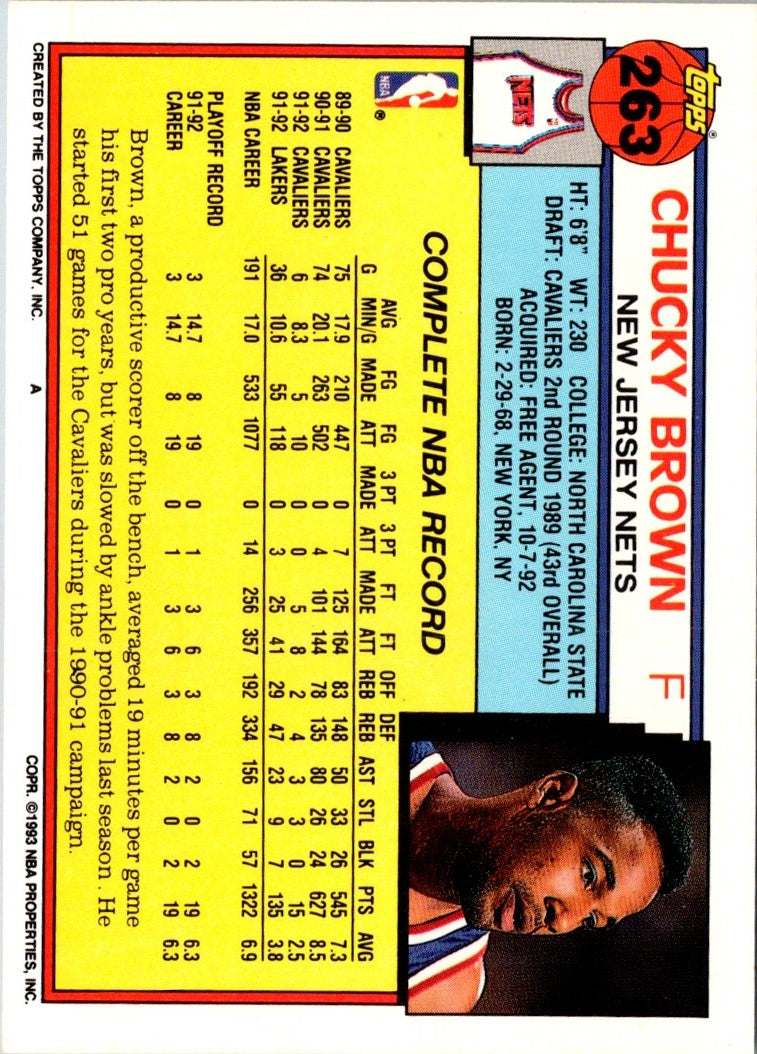 topps®
263
CHUCKY BROWN F
NEW JERSEY NETS
NETS
HT: 6'8" WT: 230 COLLEGE: NORTH CAROLINA STATE
DRAFT: CAVALIERS 2nd ROUND 1989 (43rd OVERALL)
ACQUIRED: FREE AGENT, 10-7-92
BORN: 2-29-68, NEW YORK, NY
NBA ®
COMPLETE NBA RECORD
AVG FG FG 3 PT 3 PT FT FT OFF DEF
G MIN/G MADE ATT MADE ATT MADE ATT REB REB AST STL BLK PTS AVG
89-90 CAVALIERS 75 17.9 210 447 0 7 125 164 83 148 50 33 26 545 7.3
90-91 CAVALIERS 74 20.1 263 502 0 4 101 144 78 135 80 26 24 627 8.5
91-92 CAVALIERS 6 8.3 5 10 0 0 5 8 2 4 3 3 0 15 2.5
91-92 LAKERS 36 10.6 55 118 0 3 25 41 29 47 23 9 7 135 3.8
NBA CAREER 191 17.0 533 1077 0 14 256 357 192 334 156 71 57 1322 6.9
PLAYOFF RECORD
91-92 3 14.7 8 19 0 1 3 6 3 8 2 0 2 19 6.3
CAREER 3 14.7 8 19 0 1 3 6 3 8 2 0 2 19 6.3
Brown, a productive scorer off the bench, averaged 19 minutes per game
his first two pro years, but was slowed by ankle problems last season. He
started 51 games for the Cavaliers during the 1990-91 campaign.
CREATED BY THE TOPPS COMPANY, INC. A COPR. ©1993 NBA PROPERTIES, INC.